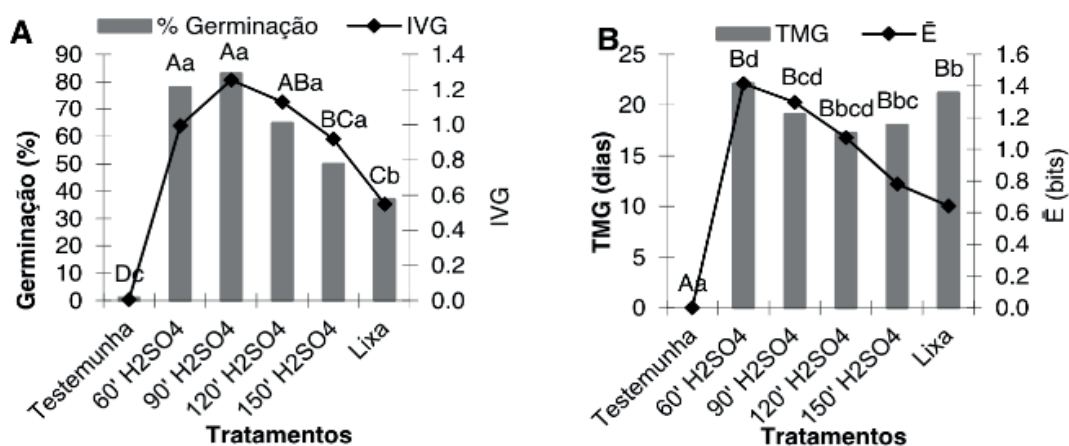 A
% Germinação
IVG
90
80
70
60
50
40
30
20
10
0
Germinação (%)
1.4
1.2
1.0
0.8
0.6
0.4
0.2
0.0
IVG
Dc
Aa
Aa
ABa
BCa
Cb
Testemunha
60' H2SO4
90' H2SO4
120' H2SO4
150' H2SO4
Lixa
Tratamentos
B
TMG
Ē
25
20
15
10
5
0
TMG (dias)
1.6
1.4
1.2
1.0
0.8
0.6
0.4
0.2
0.0
Ē (bits)
Aa
Bd
Bcd
Bbcd
Bbc
Bb
Testemunha
60' H2SO4
90' H2SO4
120' H2SO4
150' H2SO4
Lixa
Tratamentos